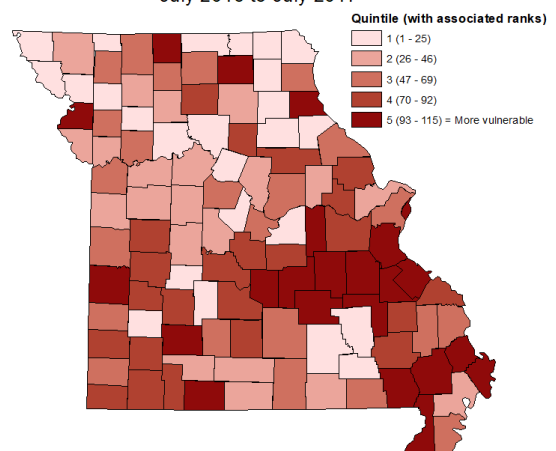 Quintile (with associated ranks)
1 (1 - 25)
2 (26 - 46)
3 (47 - 69)
4 (70 - 92)
5 (93 - 115) = More vulnerable